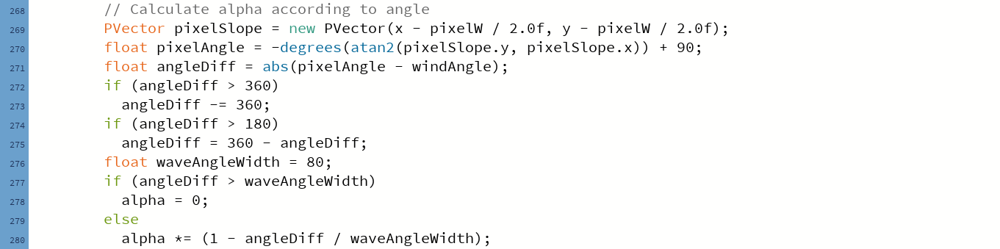 268 // Calculate alpha according to angle
269 PVector pixelSlope = new PVector(x - pixelW / 2.0f, y - pixelW / 2.0f);
270 float pixelAngle = -degrees(atan2(pixelSlope.y, pixelSlope.x)) + 90;
271 float angleDiff = abs(pixelAngle - windAngle);
272 if (angleDiff > 360)
273   angleDiff -= 360;
274 if (angleDiff > 180)
275   angleDiff = 360 - angleDiff;
276 float waveAngleWidth = 80;
277 if (angleDiff > waveAngleWidth)
278   alpha = 0;
279 else
280   alpha *= (1 - angleDiff / waveAngleWidth);